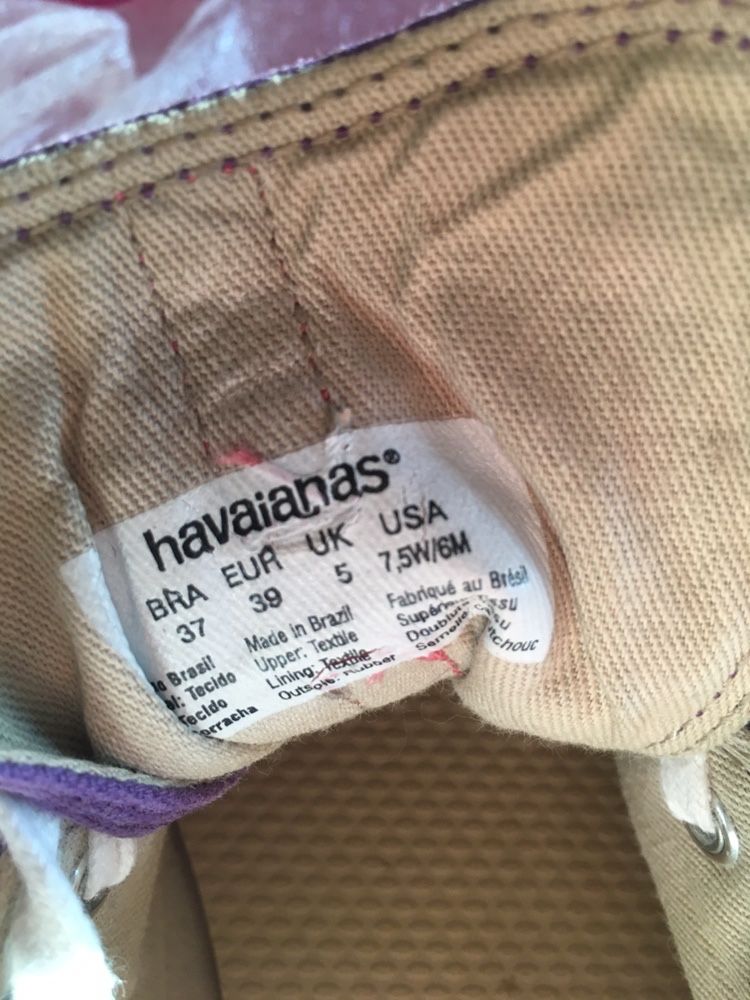 havaianas®
BRA EUR UK USA
37 39 5 7,5W/6M
Brasil Made in Brazil Fabriqué au Brésil
Tecido Upper: Textile
Tecido Lining: Textile
Outsole: Rubber